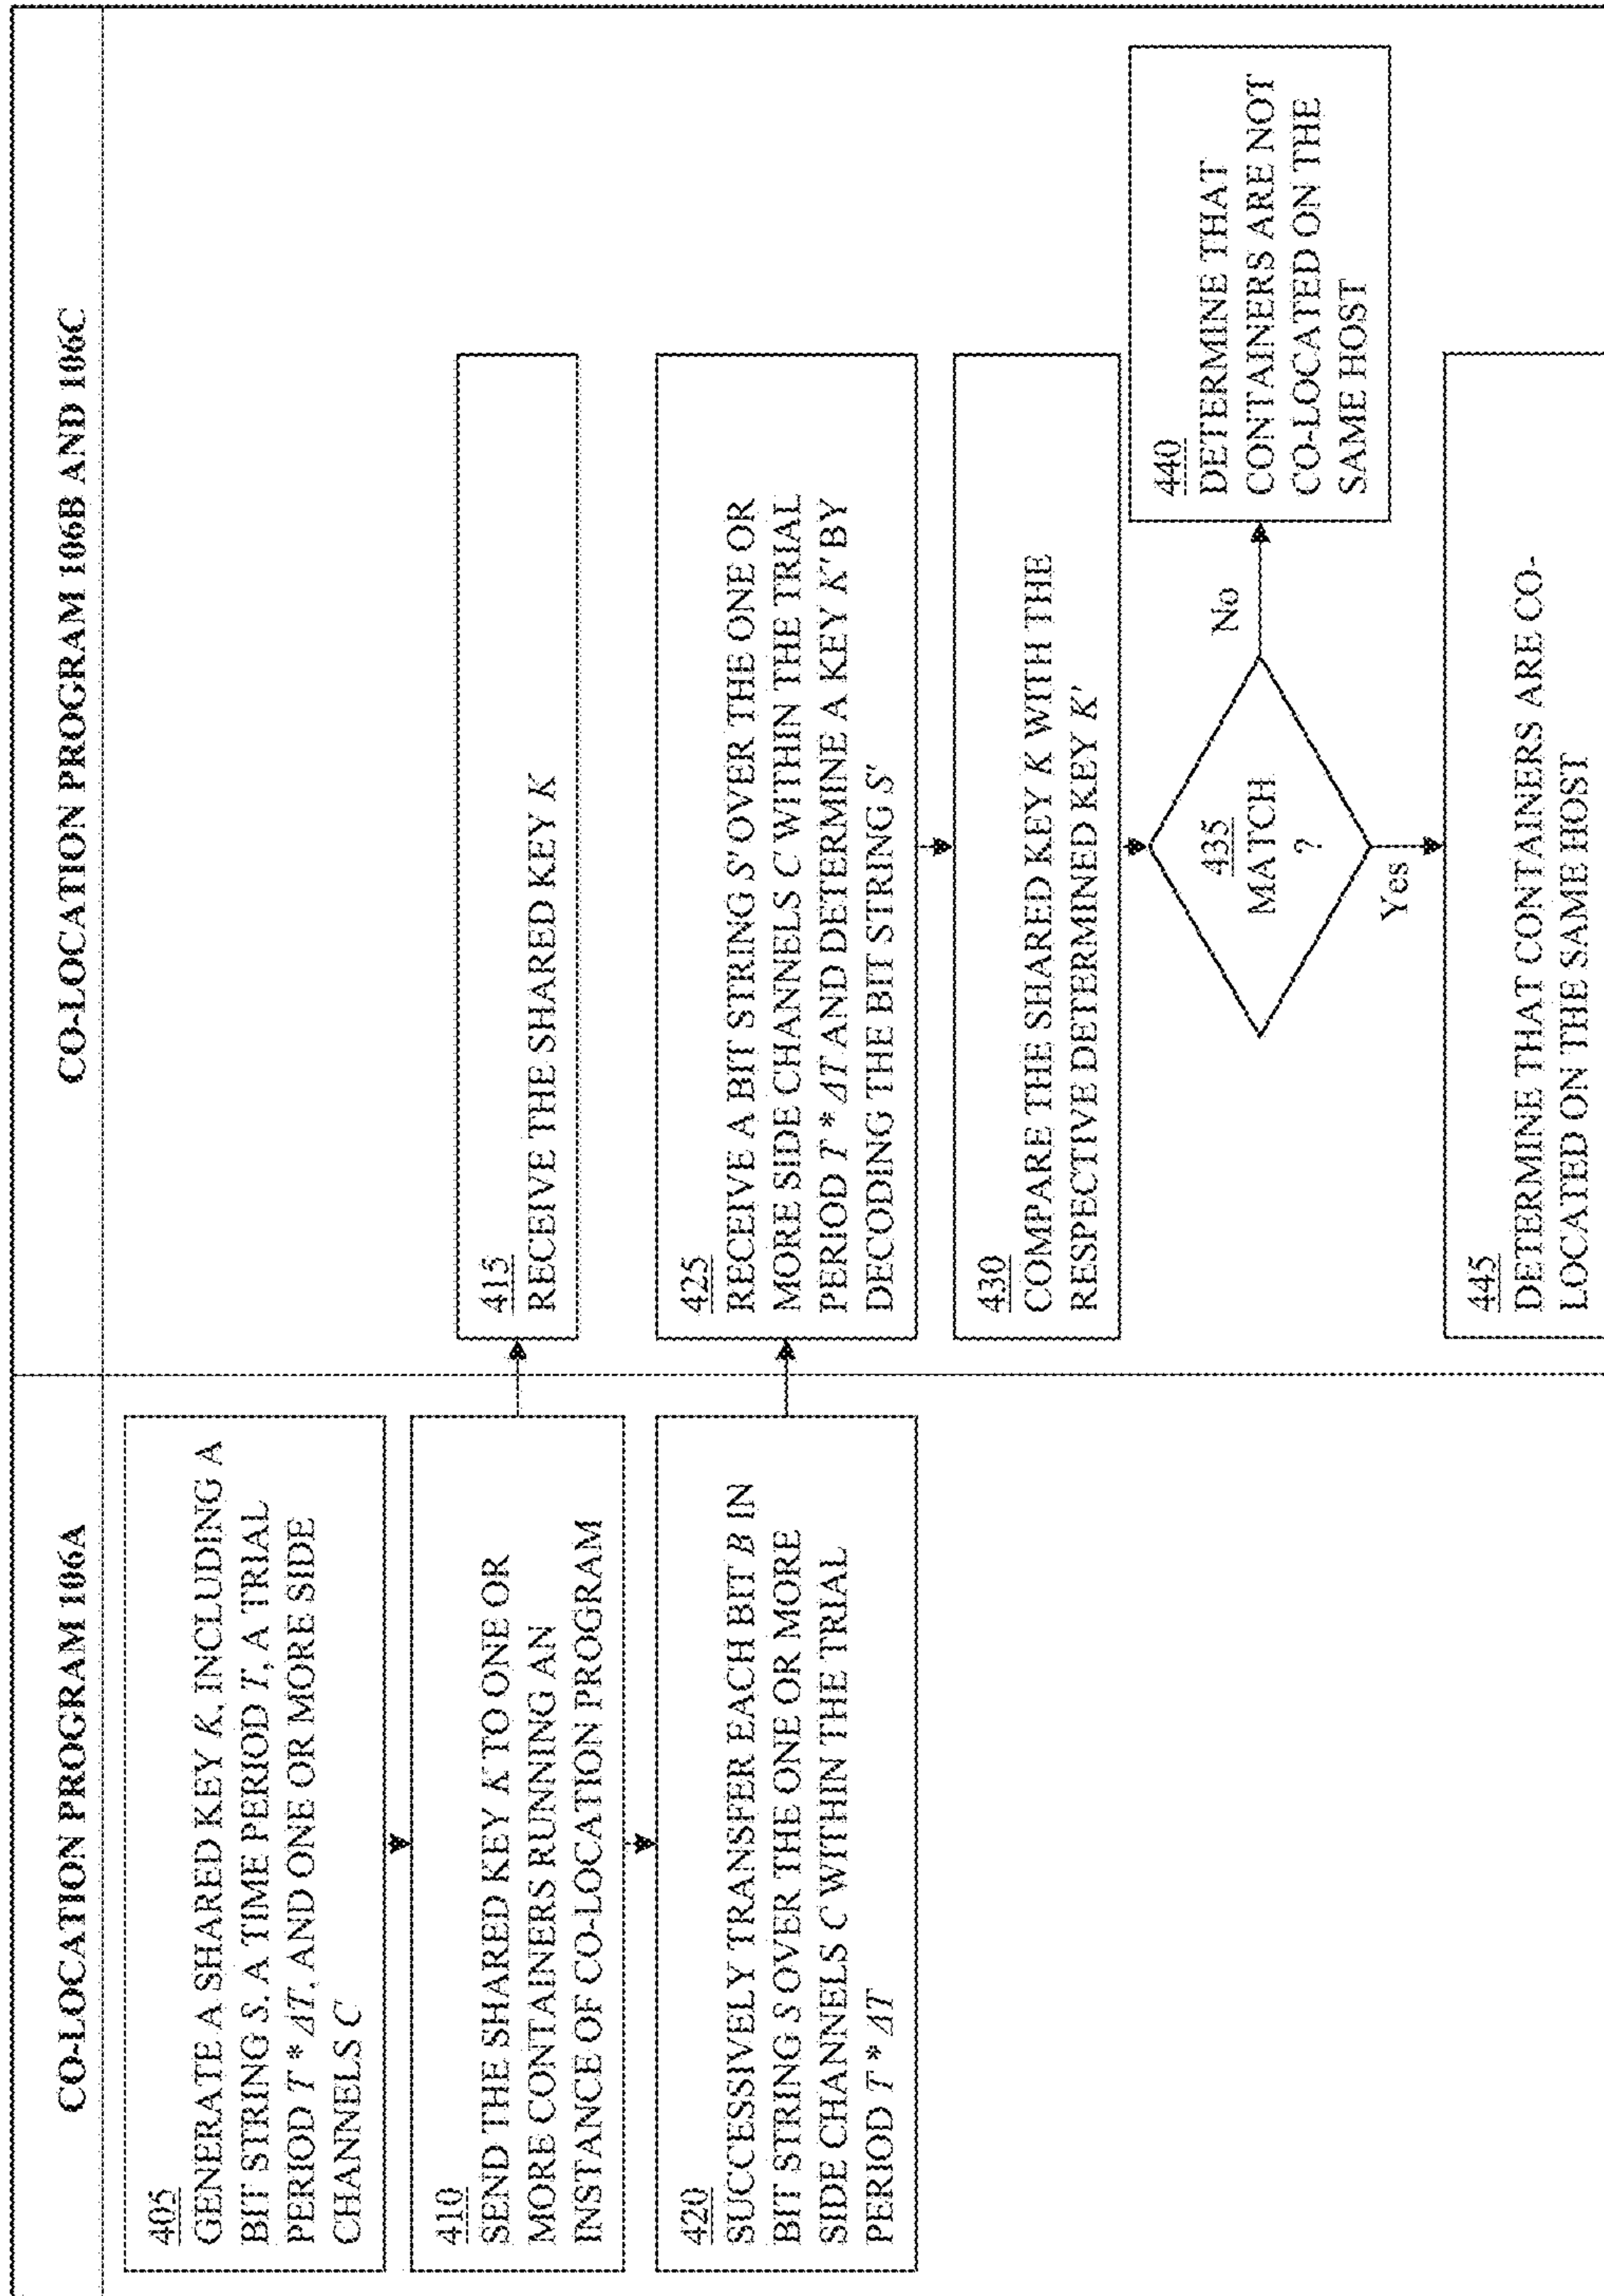 CO-LOCATION PROGRAM 106A
CO-LOCATION PROGRAM 106B AND 106C
405
GENERATE A SHARED KEY K, INCLUDING A
BIT STRING S, A TIME PERIOD T, A TRIAL
PERIOD T * ΔT, AND ONE OR MORE SIDE
CHANNELS C
410
SEND THE SHARED KEY K TO ONE OR
MORE CONTAINERS RUNNING AN
INSTANCE OF CO-LOCATION PROGRAM
415
RECEIVE THE SHARED KEY K
420
SUCCESSIVELY TRANSFER EACH BIT B IN
BIT STRING S OVER THE ONE OR MORE
SIDE CHANNELS C WITHIN THE TRIAL
PERIOD T * ΔT
425
RECEIVE A BIT STRING S' OVER THE ONE OR
MORE SIDE CHANNELS C WITHIN THE TRIAL
PERIOD T * ΔT AND DETERMINE A KEY K' BY
DECODING THE BIT STRING S'
430
COMPARE THE SHARED KEY K WITH THE
RESPECTIVE DETERMINED KEY K'
435
MATCH
?
No
440
DETERMINE THAT
CONTAINERS ARE NOT
CO-LOCATED ON THE
SAME HOST
Yes
445
DETERMINE THAT CONTAINERS ARE CO-
LOCATED ON THE SAME HOST